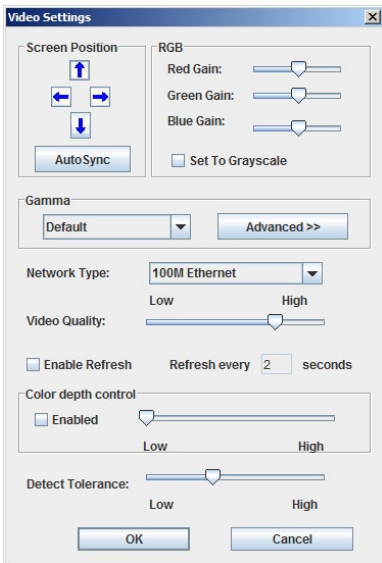 Video Settings
Screen Position
AutoSync
RGB
Red Gain:
Green Gain:
Blue Gain:
Set To Grayscale
Gamma
Default
Advanced >>
Network Type:
100M Ethernet
Low High
Video Quality:
Enable Refresh Refresh every 2 seconds
Color depth control
Enabled
Low High
Detect Tolerance:
Low High
OK Cancel